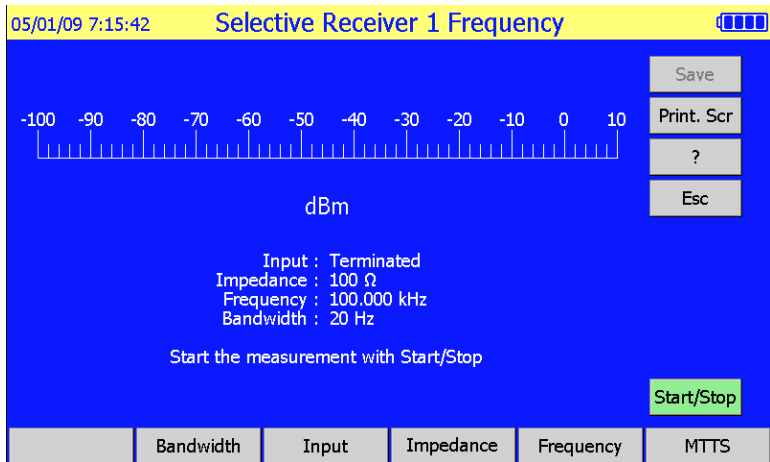 05/01/09 7:15:42 Selective Receiver 1 Frequency
Save
Print. Scr
?
Esc
-100 -90 -80 -70 -60 -50 -40 -30 -20 -10 0 10
dBm
Input : Terminated
Impedance : 100 Ω
Frequency : 100.000 kHz
Bandwidth : 20 Hz
Start the measurement with Start/Stop
Start/Stop
Bandwidth Input Impedance Frequency MTTS